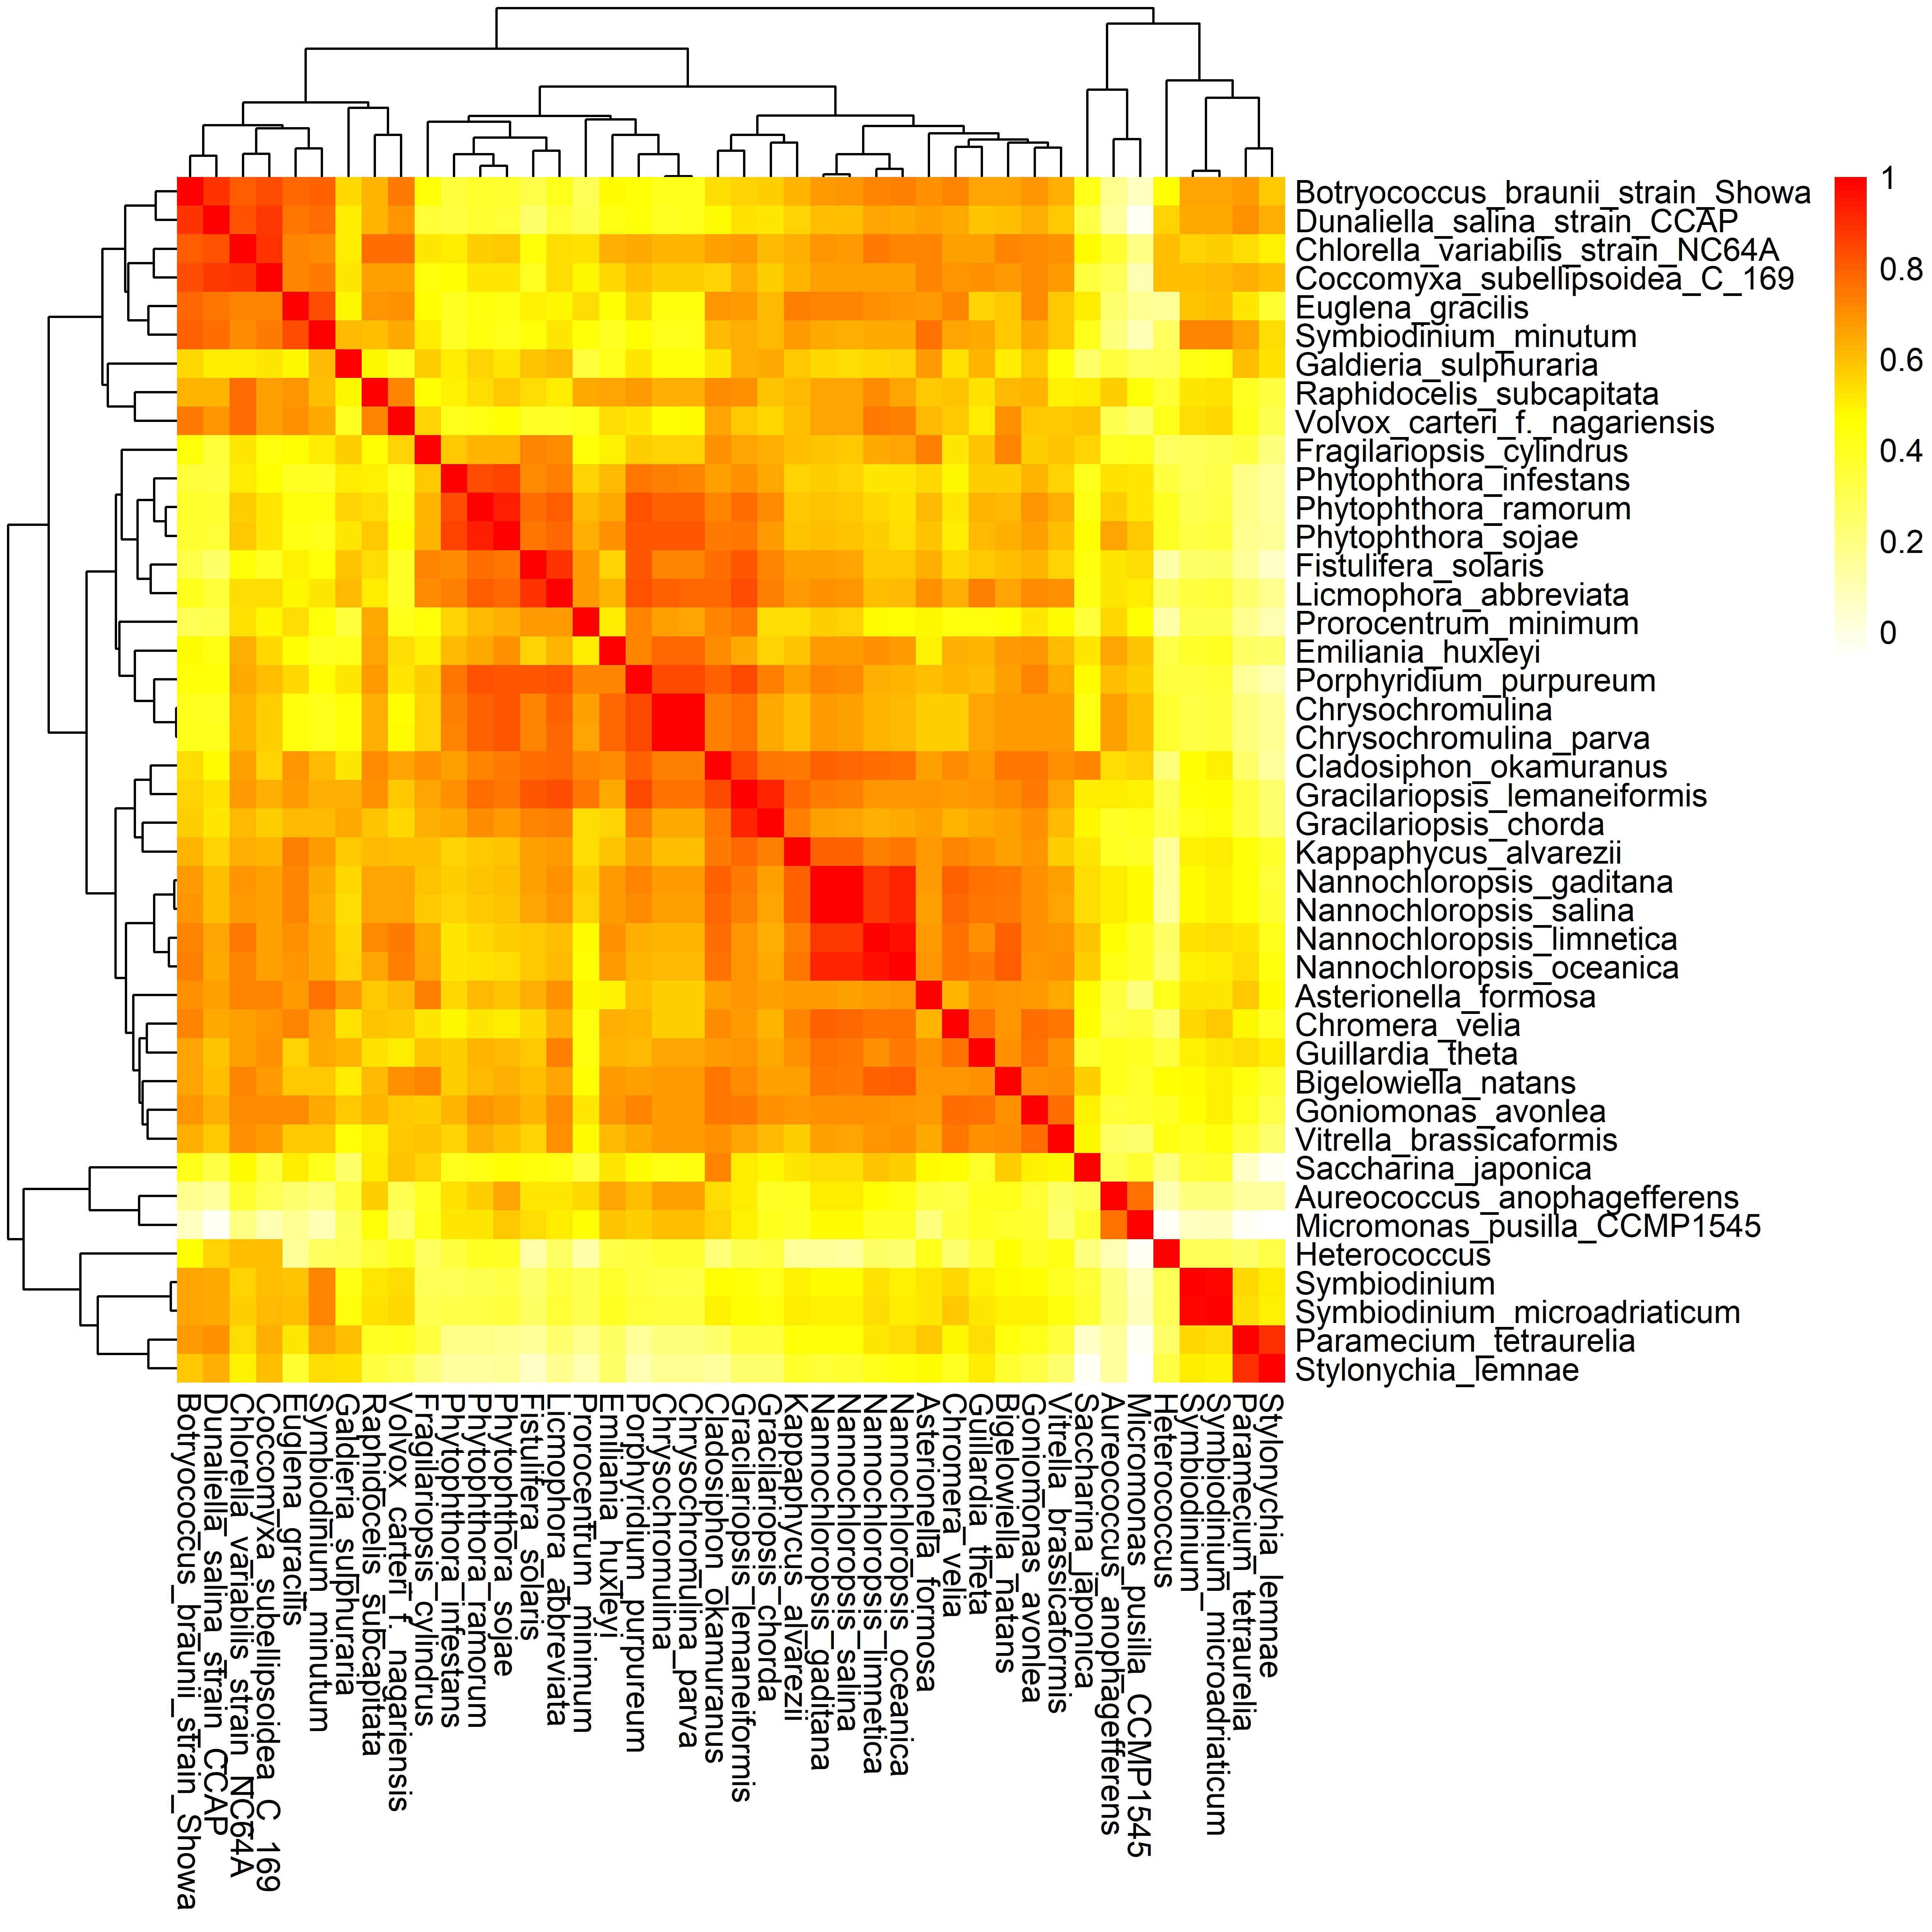 Botryococcus_braunii_strain_Showa
Dunaliella_salina_strain_CCAP
Chlorella_variabilis_strain_NC64A
Coccomyxa_subellipsoidea_C_169
Euglena_gracilis
Symbiodinium_minutum
Galdieria_sulphuraria
Raphidocelis_subcapitata
Volvox_carteri_f._nagariensis
Fragilariopsis_cylindrus
Phytophthora_infestans
Phytophthora_ramorum
Phytophthora_sojae
Fistulifera_solaris
Licmophora_abbreviata
Prorocentrum_minimum
Emiliania_huxleyi
Porphyridium_purpureum
Chrysochromulina
Chrysochromulina_parva
Cladosiphon_okamuranus
Gracilariopsis_lemaneiformis
Gracilariopsis_chorda
Kappaphycus_alvarezii
Nannochloropsis_gaditana
Nannochloropsis_salina
Nannochloropsis_limnetica
Nannochloropsis_oceanica
Asterionella_formosa
Chromera_velia
Guillardia_theta
Bigelowiella_natans
Goniomonas_avonlea
Vitrella_brassicaformis
Saccharina_japonica
Aureococcus_anophagefferens
Micromonas_pusilla_CCMP1545
Heterococcus
Symbiodinium
Symbiodinium_microadriaticum
Paramecium_tetraurelia
Stylonychia_lemnae
1
0.8
0.6
0.4
0.2
0
Botryococcus_braunii_strain_Showa
Dunaliella_salina_strain_CCAP
Chlorella_variabilis_strain_NC64A
Coccomyxa_subellipsoidea_C_169
Euglena_gracilis
Symbiodinium_minutum
Galdieria_sulphuraria
Raphidocelis_subcapitata
Volvox_carteri_f._nagariensis
Fragilariopsis_cylindrus
Phytophthora_infestans
Phytophthora_ramorum
Phytophthora_sojae
Fistulifera_solaris
Licmophora_abbreviata
Prorocentrum_minimum
Emiliania_huxleyi
Porphyridium_purpureum
Chrysochromulina
Chrysochromulina_parva
Cladosiphon_okamuranus
Gracilariopsis_lemaneiformis
Gracilariopsis_chorda
Kappaphycus_alvarezii
Nannochloropsis_gaditana
Nannochloropsis_salina
Nannochloropsis_limnetica
Nannochloropsis_oceanica
Asterionella_formosa
Chromera_velia
Guillardia_theta
Bigelowiella_natans
Goniomonas_avonlea
Vitrella_brassicaformis
Saccharina_japonica
Aureococcus_anophagefferens
Micromonas_pusilla_CCMP1545
Heterococcus
Symbiodinium
Symbiodinium_microadriaticum
Paramecium_tetraurelia
Stylonychia_lemnae